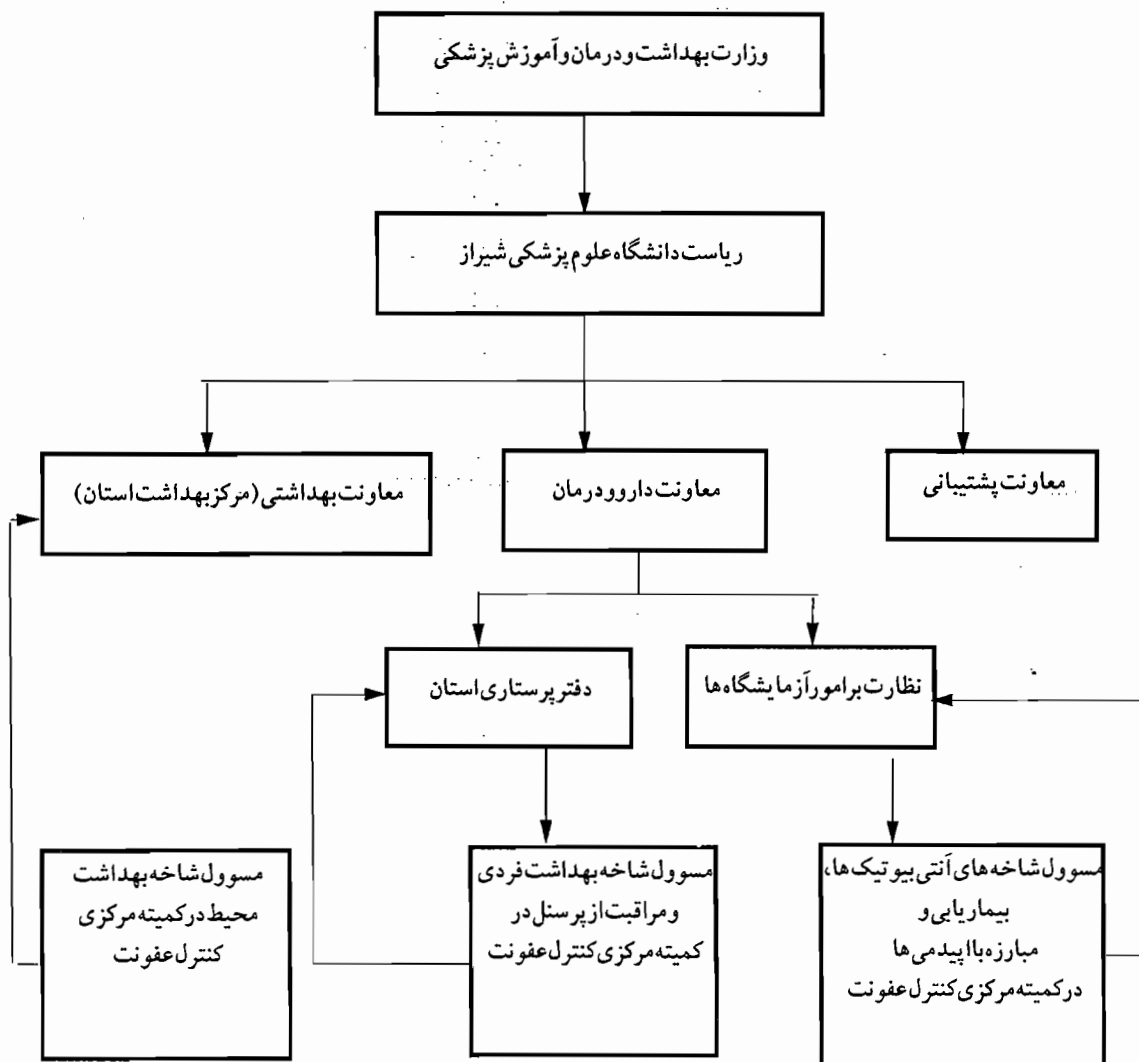 وزارت بهداشت و درمان و آموزش پزشکی
ریاست دانشگاه علوم پزشکی شیراز
معاونت پشتیبانی
معاونت دارو و درمان
معاونت بهداشتی (مرکز بهداشت استان)
نظارت بر امور آزمایشگاه‌ها
دفتر پرستاری استان
مسوول شاخه‌های آنتی بیوتیک‌ها،
بیماریابی و
مبارزه با اپیدمی‌ها
در کمیته مرکزی کنترل عفونت
مسوول شاخه بهداشت فردی
و مراقبت از پرسنل در
کمیته مرکزی کنترل عفونت
مسوول شاخه بهداشت
محیط در کمیته مرکزی
کنترل عفونت